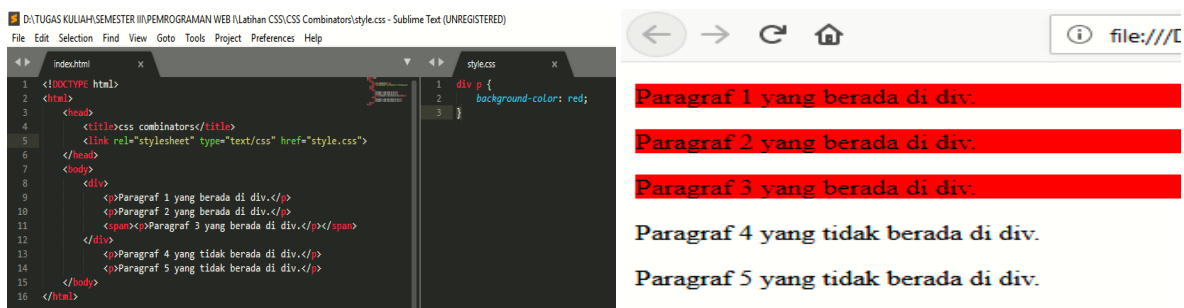 D:\TUGAS KULIAH\SEMESTER III\PEMROGRAMAN WEB I\Latihan CSS\CSS Combinators\style.css - Sublime Text (UNREGISTERED)
File Edit Selection Find View Goto Tools Project Preferences Help
index.html x
1 <!DOCTYPE html>
2 <html>
3 <head>
4 <title>css combinators</title>
5 <link rel="stylesheet" type="text/css" href="style.css">
6 </head>
7 <body>
8 <div>
9 <p>Paragraf 1 yang berada di div.</p>
10 <p>Paragraf 2 yang berada di div.</p>
11 <span><p>Paragraf 3 yang berada di div.</p></span>
12 </div>
13 <p>Paragraf 4 yang tidak berada di div.</p>
14 <p>Paragraf 5 yang tidak berada di div.</p>
15 </body>
16 </html>
style.css x
1 div p {
2 background-color: red;
3 }
file:///D
Paragraf 1 yang berada di div.
Paragraf 2 yang berada di div.
Paragraf 3 yang berada di div.
Paragraf 4 yang tidak berada di div.
Paragraf 5 yang tidak berada di div.